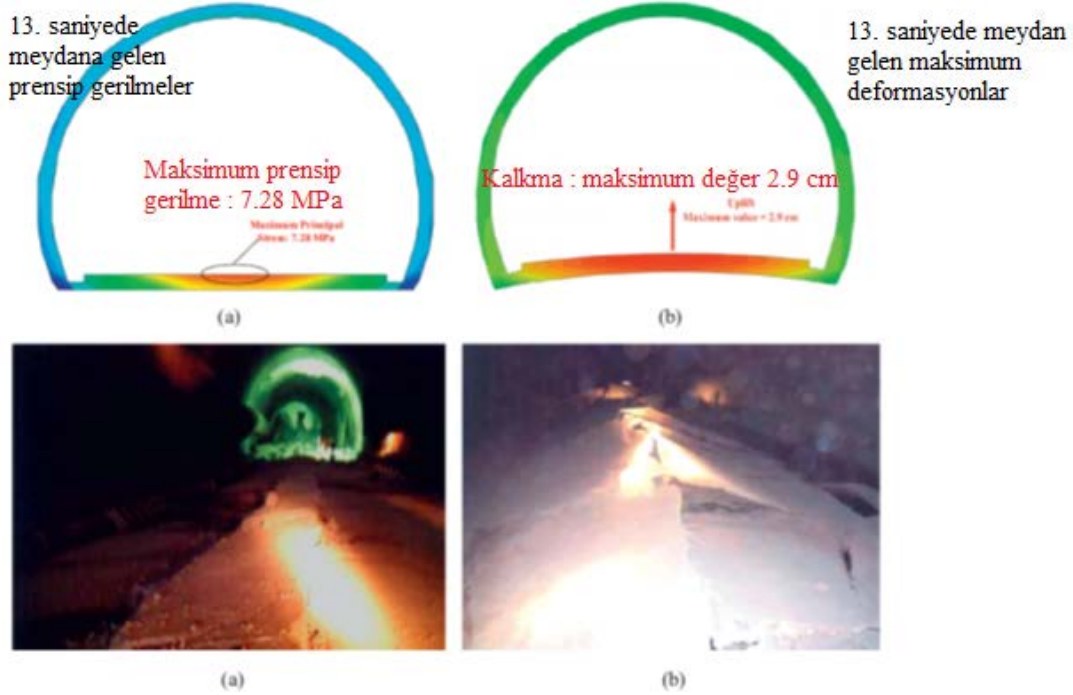 13. saniyede
meydana gelen
prensip gerilmeler
Maksimum prensip
gerilme : 7.28 MPa
Maximum Principal
Stress: 7.28 MPa
(a)
13. saniyede meydan
gelen maksimum
deformasyonlar
Kalkma : maksimum değer 2.9 cm
Uplift
Maximum value = 2.9 cm
(b)
(a)
(b)